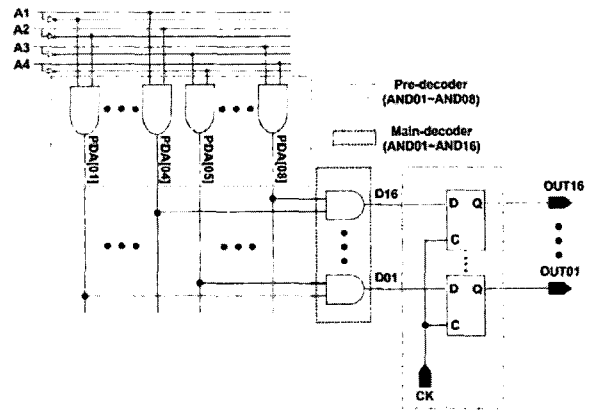 A1
A2
A3
A4
Pre-decoder
(AND01~AND08)
Main-decoder
(AND01~AND16)
PDA[01]
PDA[04]
PDA[05]
PDA[08]
D16
D Q
C
OUT16
D01
D Q
C
OUT01
CK